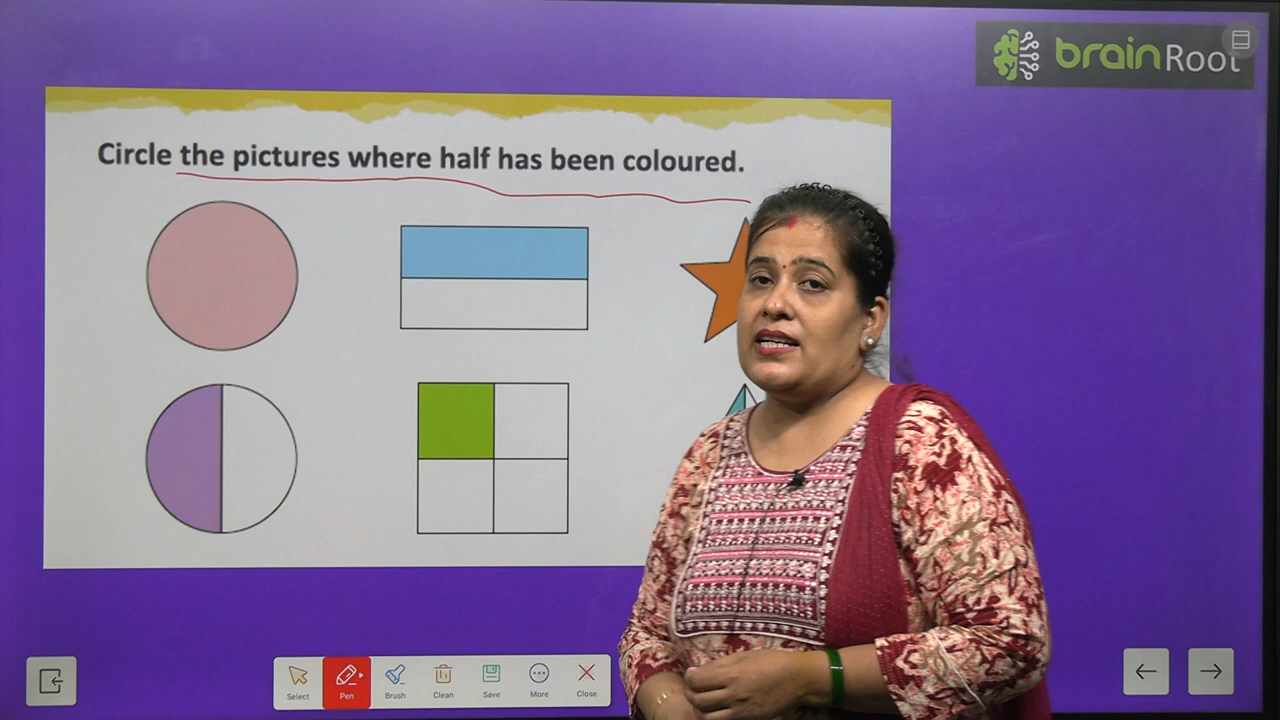 brainRoot
Circle the pictures where half has been coloured.
Select Pen Brush Clean Save More Close